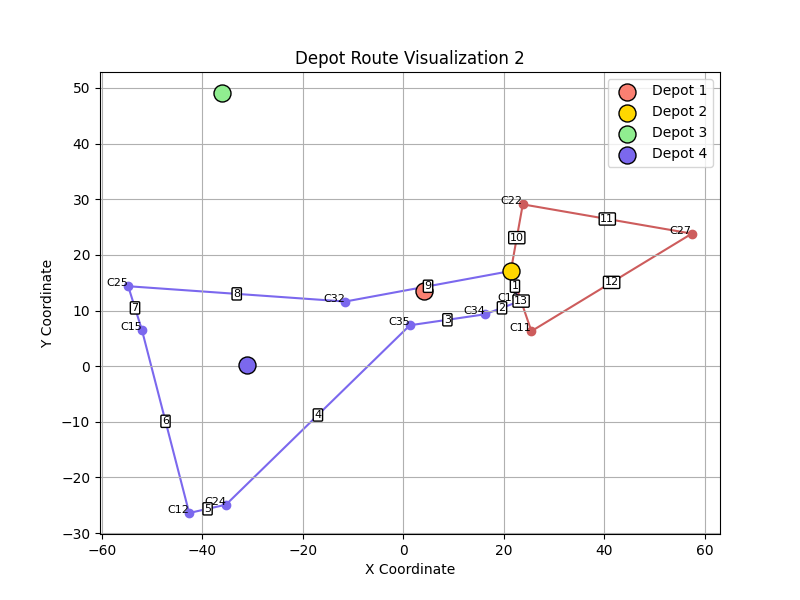 Depot Route Visualization 2
Depot 1
Depot 2
Depot 3
Depot 4
Y Coordinate
50
40
30
20
10
0
−10
−20
−30
−60
−40
−20
0
20
40
60
X Coordinate
C22
11
C27
10
C25
8
C32
9
1
12
7
13
2
C34
3
C35
C15
C11
4
6
C24
C12
5